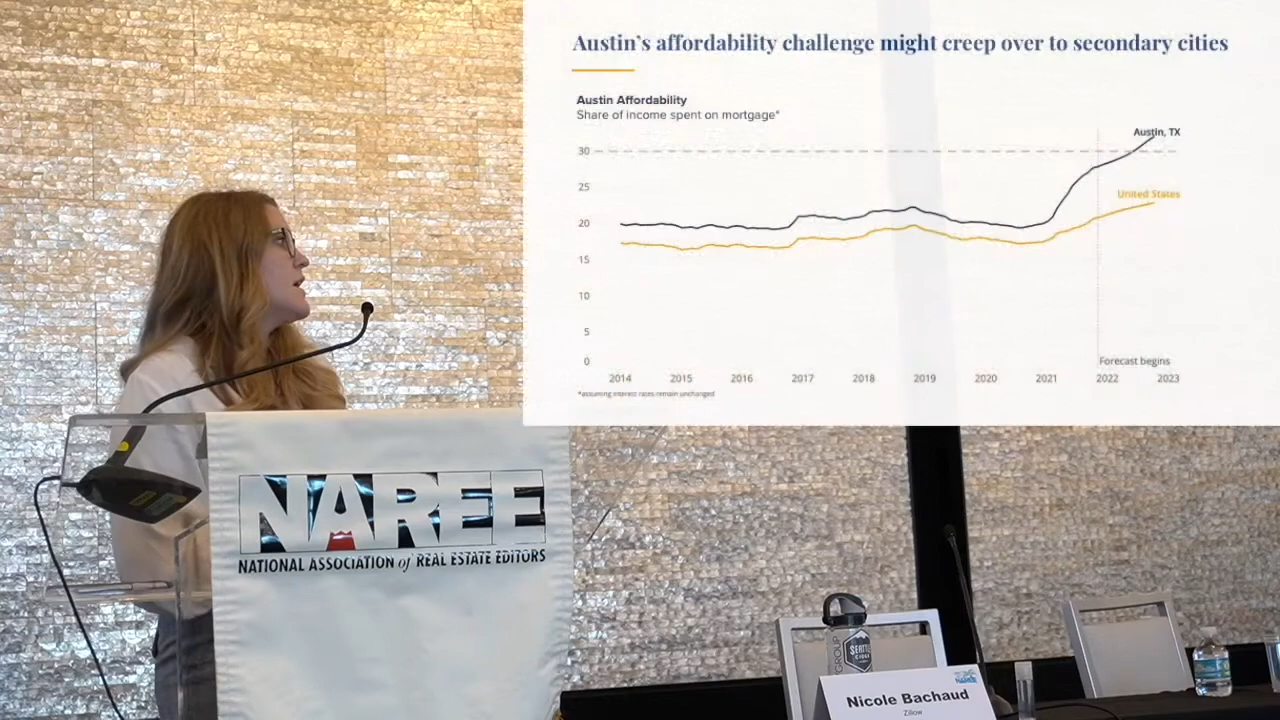 Austin's affordability challenge might creep over to secondary cities
Austin Affordability
Share of income spent on mortgage*
Austin, TX
30
25
United States
20
15
10
5
0
Forecast begins
2014 2015 2016 2017 2018 2019 2020 2021 2022 2023
*assuming interest rates remain unchanged
NAREE
NATIONAL ASSOCIATION of REAL ESTATE EDITORS
GROUP
SEATTLE
NAREE
Nicole Bachaud
Zillow